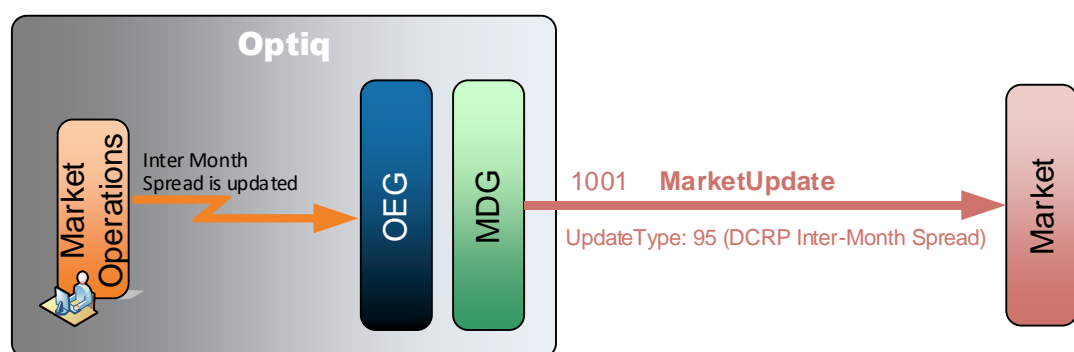 Optiq
Market
Operations
Inter Month
Spread is updated
OEG
MDG
1001 MarketUpdate
UpdateType: 95 (DCRP Inter-Month Spread)
Market